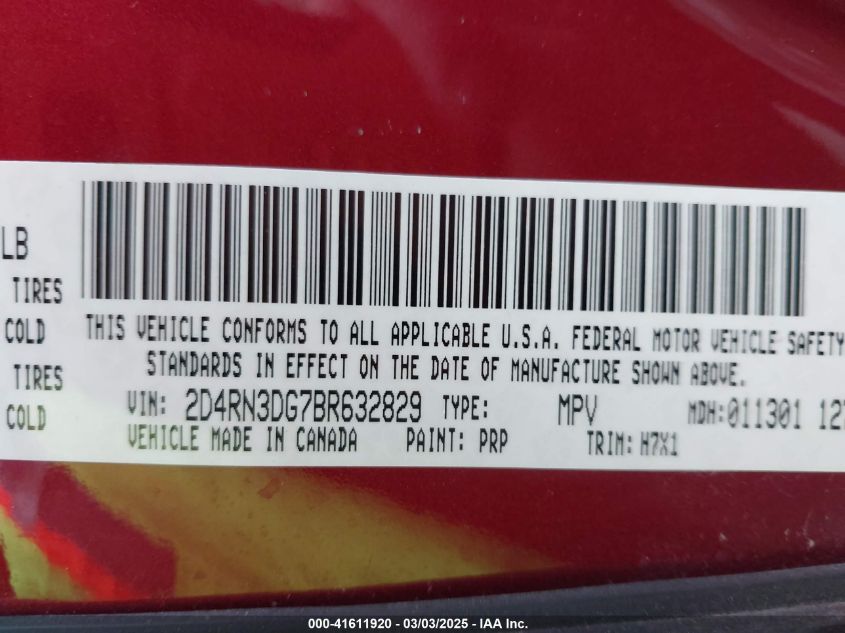 LB
TIRES
COLD
TIRES
COLD
THIS VEHICLE CONFORMS TO ALL APPLICABLE U.S.A. FEDERAL MOTOR VEHICLE SAFETY
STANDARDS IN EFFECT ON THE DATE OF MANUFACTURE SHOWN ABOVE.
VIN: 2D4RN3DG7BR632829 TYPE: MPV MDH:011301 127
VEHICLE MADE IN CANADA PAINT: PRP TRIM: H7X1
000-41611920 — 03/03/2025 — IAA Inc.